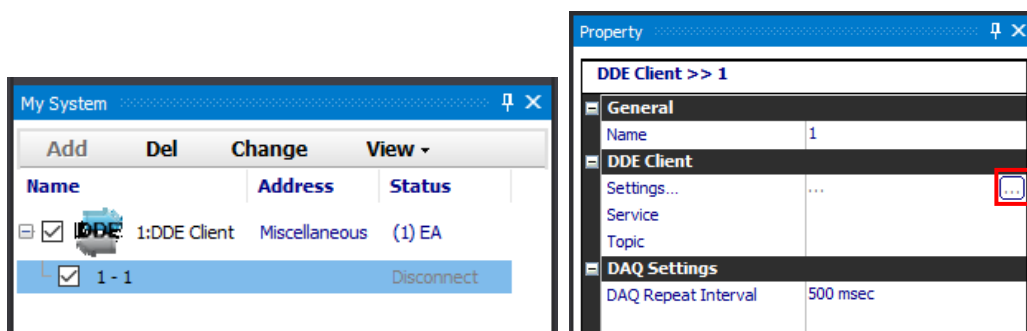 My System
Add Del Change View
Name Address Status
DDE 1:DDE Client Miscellaneous (1) EA
1 - 1 Disconnect
Property
DDE Client >> 1
General
Name 1
DDE Client
Settings... ... ...
Service
Topic
DAQ Settings
DAQ Repeat Interval 500 msec